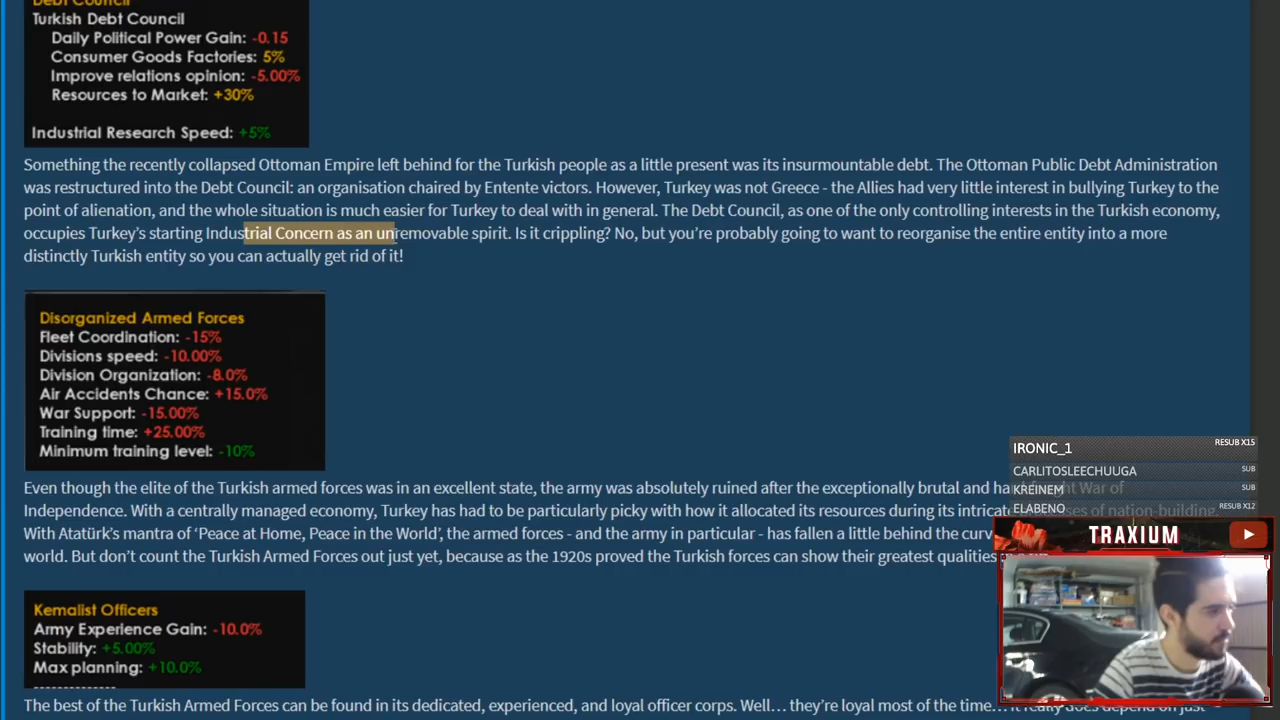 Debt Council
Turkish Debt Council
Daily Political Power Gain: -0.15
Consumer Goods Factories: 5%
Improve relations opinion: -5.00%
Resources to Market: +30%
Industrial Research Speed: +5%
Something the recently collapsed Ottoman Empire left behind for the Turkish people as a little present was its insurmountable debt. The Ottoman Public Debt Administration
was restructured into the Debt Council: an organisation chaired by Entente victors. However, Turkey was not Greece - the Allies had very little interest in bullying Turkey to the
point of alienation, and the whole situation is much easier for Turkey to deal with in general. The Debt Council, as one of the only controlling interests in the Turkish economy,
occupies Turkey's starting Industrial Concern as an unremovable spirit. Is it crippling? No, but you're probably going to want to reorganise the entire entity into a more
distinctly Turkish entity so you can actually get rid of it!
Disorganized Armed Forces
Fleet Coordination: -15%
Divisions speed: -10.00%
Division Organization: -8.0%
Air Accidents Chance: +15.0%
War Support: -15.00%
Training time: +25.00%
Minimum training level: -10%
IRONIC_1 RESUB X15
CARLITOSLEECHUUGA SUB
KREINEM SUB
ELABENO RESUB X12
Even though the elite of the Turkish armed forces was in an excellent state, the army was absolutely ruined after the exceptionally brutal and War of
Independence. With a centrally managed economy, Turkey has had to be particularly picky with how it allocated its resources during its of nation-building.
With Atatürk's mantra of 'Peace at Home, Peace in the World', the armed forces - and the army in particular - has fallen a little behind the
world. But don't count the Turkish Armed Forces out just yet, because as the 1920s proved the Turkish forces can show their greatest qualities
TRAXIUM
Kemalist Officers
Army Experience Gain: -10.0%
Stability: +5.00%
Max planning: +10.0%
The best of the Turkish Armed Forces can be found in its dedicated, experienced, and loyal officer corps. Well… they're loyal most of the time… it really does depend on just